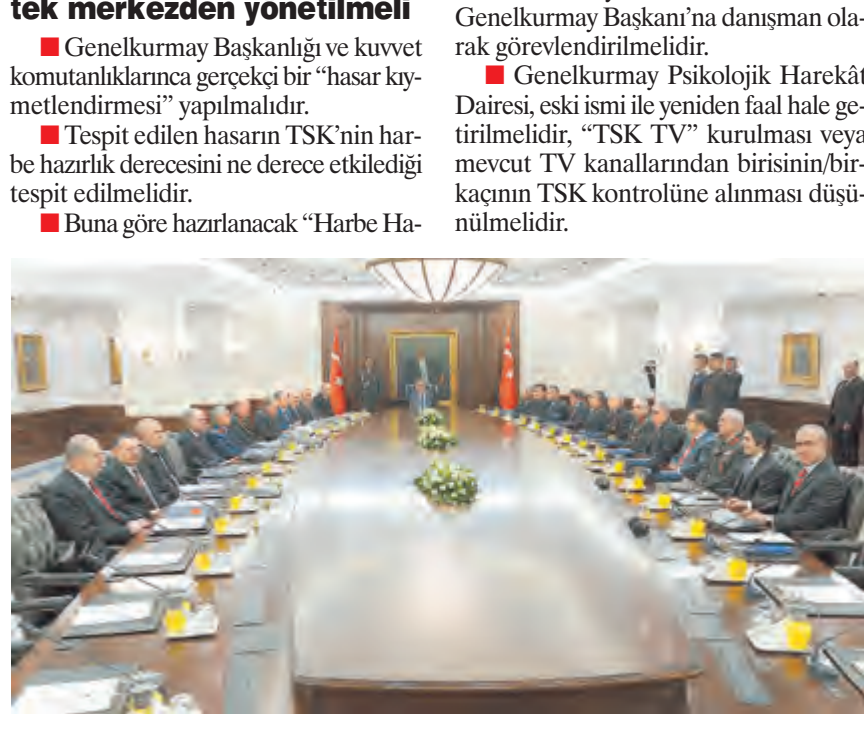 tek merkezden yönetilmeli
■ Genelkurmay Başkanlığı ve kuvvet
komutanlıklarınca gerçekçi bir “hasar kıy-
metlendirmesi” yapılmalıdır.
■ Tespit edilen hasarın TSK’nin har-
be hazırlık derecesini ne derece etkilediği
tespit edilmelidir.
■ Buna göre hazırlanacak “Harbe Ha-
Genelkurmay Başkanı’na danışman ola-
rak görevlendirilmelidir.
■ Genelkurmay Psikolojik Harekât
Dairesi, eski ismi ile yeniden faal hale ge-
tirilmelidir, “TSK TV” kurulması veya
mevcut TV kanallarından birisinin/bir-
kaçının TSK kontrolüne alınması düşü-
nülmelidir.